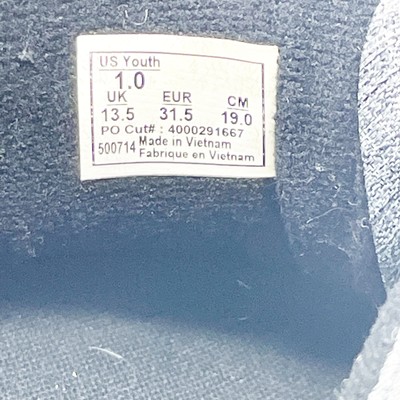 US Youth
1.0
UK EUR CM
13.5 31.5 19.0
PO Cut# : 4000291667
500714 Made in Vietnam
Fabrique en Vietnam